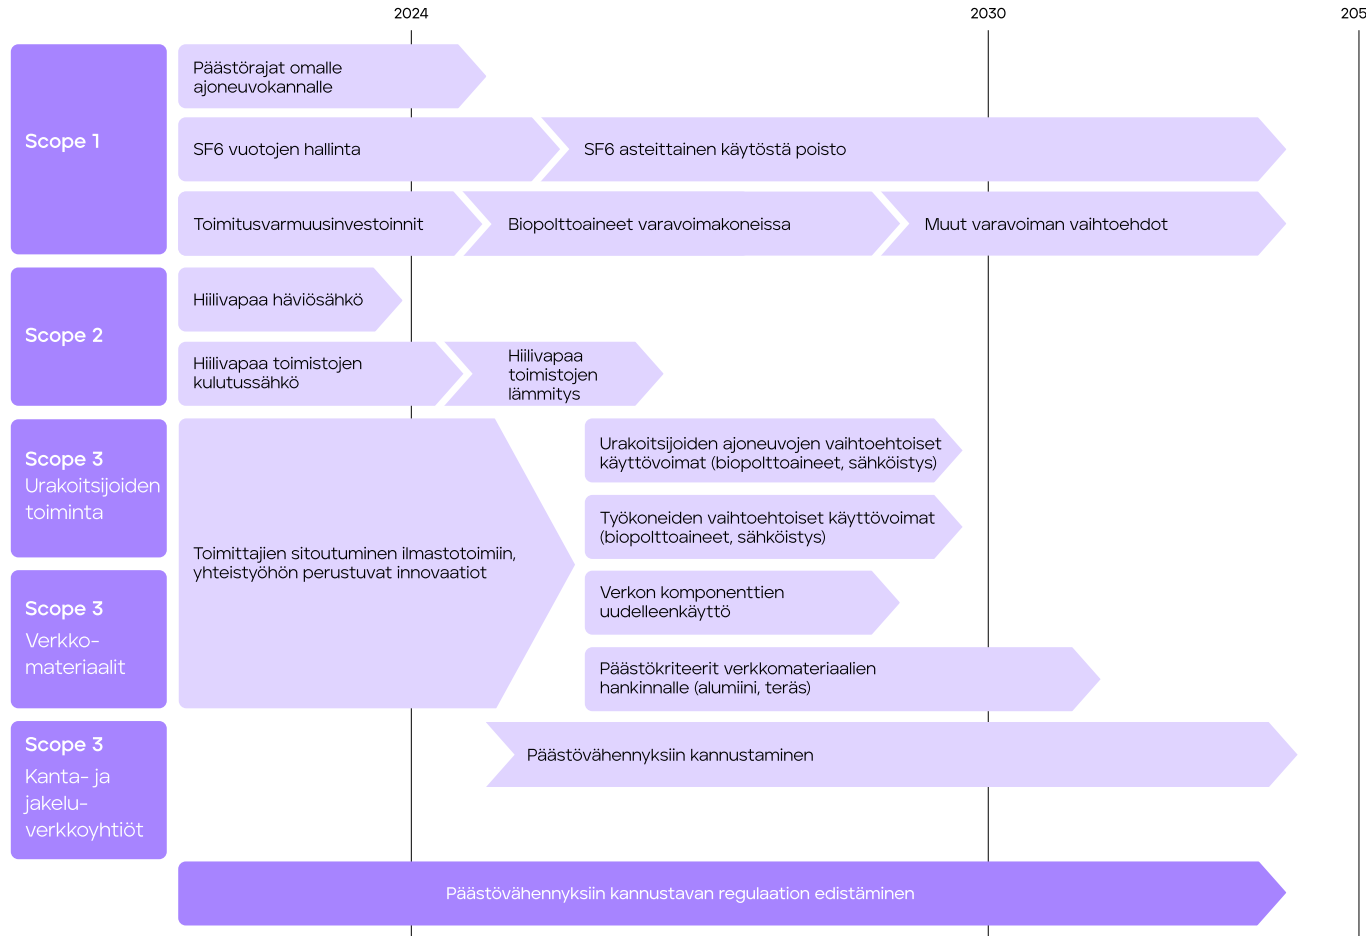 2024
2030
205
Scope 1
Päästörajat omalle
ajoneuvokannalle
SF6 vuotojen hallinta
SF6 asteittainen käytöstä poisto
Toimitusvarmuusinvestoinnit
Biopolttoaineet varavoimakoneissa
Muut varavoiman vaihtoehdot
Scope 2
Hiilivapaa häviösähkö
Hiilivapaa toimistojen
kulutussähkö
Hiilivapaa
toimistojen
lämmitys
Scope 3
Urakoitsijoiden
toiminta
Scope 3
Verkko-
materiaalit
Toimittajien sitoutuminen ilmastotoimiin,
yhteistyöhön perustuvat innovaatiot
Urakoitsijoiden ajoneuvojen vaihtoehtoiset
käyttövoimat (biopolttoaineet, sähköistys)
Työkoneiden vaihtoehtoiset käyttövoimat
(biopolttoaineet, sähköistys)
Verkon komponenttien
uudelleenkäyttö
Päästökriteerit verkkomateriaalien
hankinnalle (alumiini, teräs)
Scope 3
Kanta- ja
jakelu-
verkkoyhtiöt
Päästövähennyksiin kannustaminen
Päästövähennyksiin kannustavan regulaation edistäminen